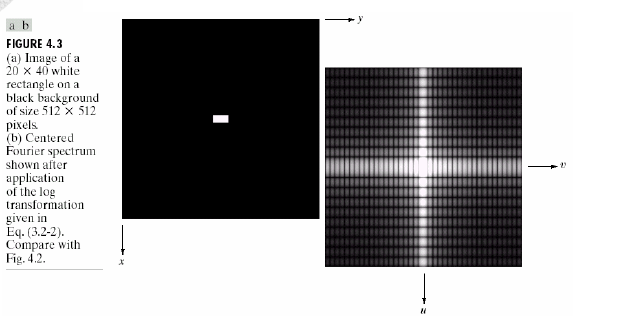 a b
FIGURE 4.3
(a) Image of a
20 × 40 white
rectangle on a
black background
of size 512 × 512
pixels.
(b) Centered
Fourier spectrum
shown after
application
of the log
transformation
given in
Eq. (3.2-2).
Compare with
Fig. 4.2.
y
x
v
u